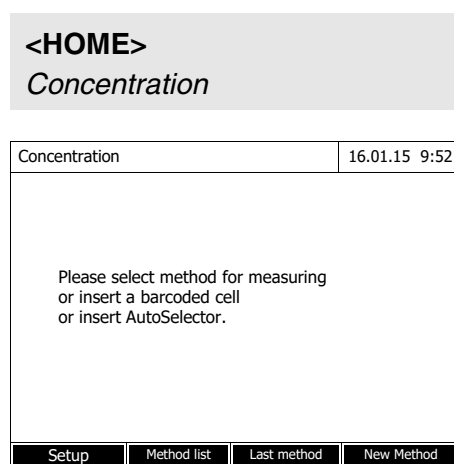 <HOME>
Concentration
Concentration 16.01.15 9:52
Please select method for measuring
or insert a barcoded cell
or insert AutoSelector.
Setup Method list Last method New Method